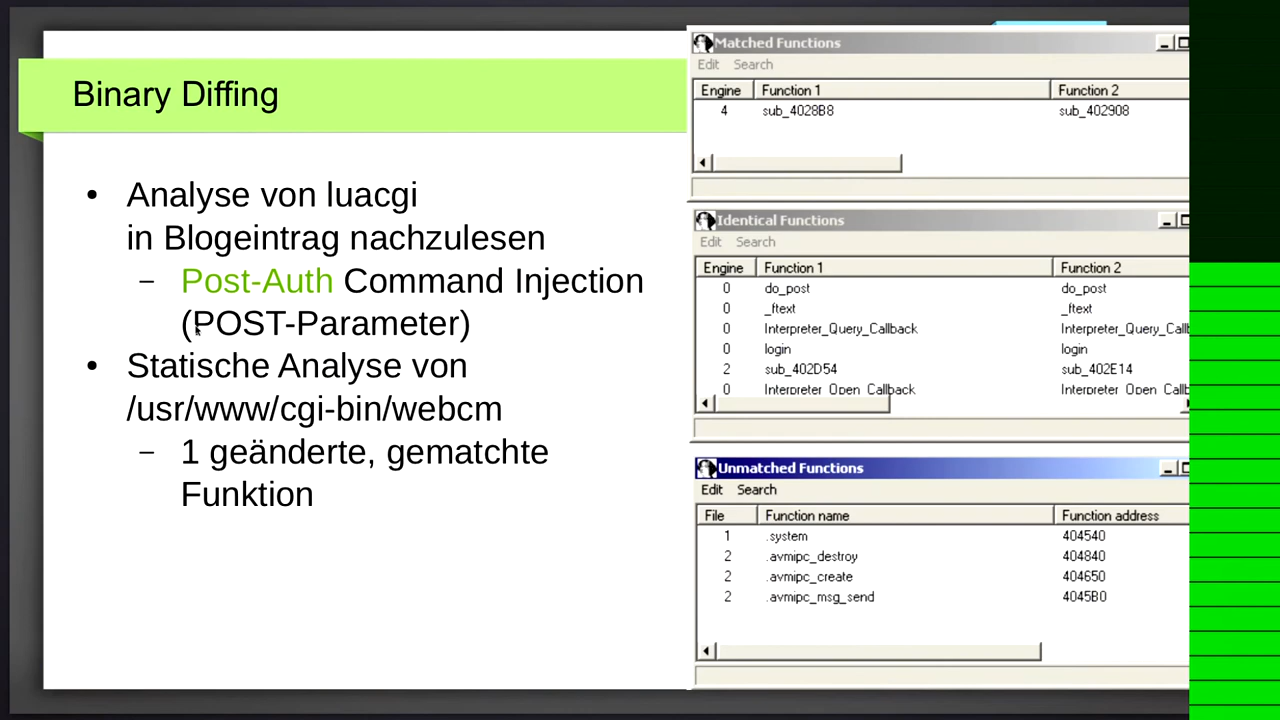 Binary Diffing
• Analyse von luacgi
in Blogeintrag nachzulesen
– Post-Auth Command Injection
(POST-Parameter)
• Statische Analyse von
/usr/www/cgi-bin/webcm
– 1 geänderte, gematchte
Funktion
Matched Functions
Edit Search
Engine Function 1 Function 2
4 sub_4028B8 sub_402908
Identical Functions
Edit Search
Engine Function 1 Function 2
0 do_post do_post
0 _ftext _ftext
0 Interpreter_Query_Callback Interpreter_Query_Callb
0 login login
2 sub_402D54 sub_402E14
0 Interpreter_Open_Callback Interpreter_Open_Callb
Unmatched Functions
Edit Search
File Function name Function address
1 .system 404540
2 .avmipc_destroy 404840
2 .avmipc_create 404650
2 .avmipc_msg_send 4045B0